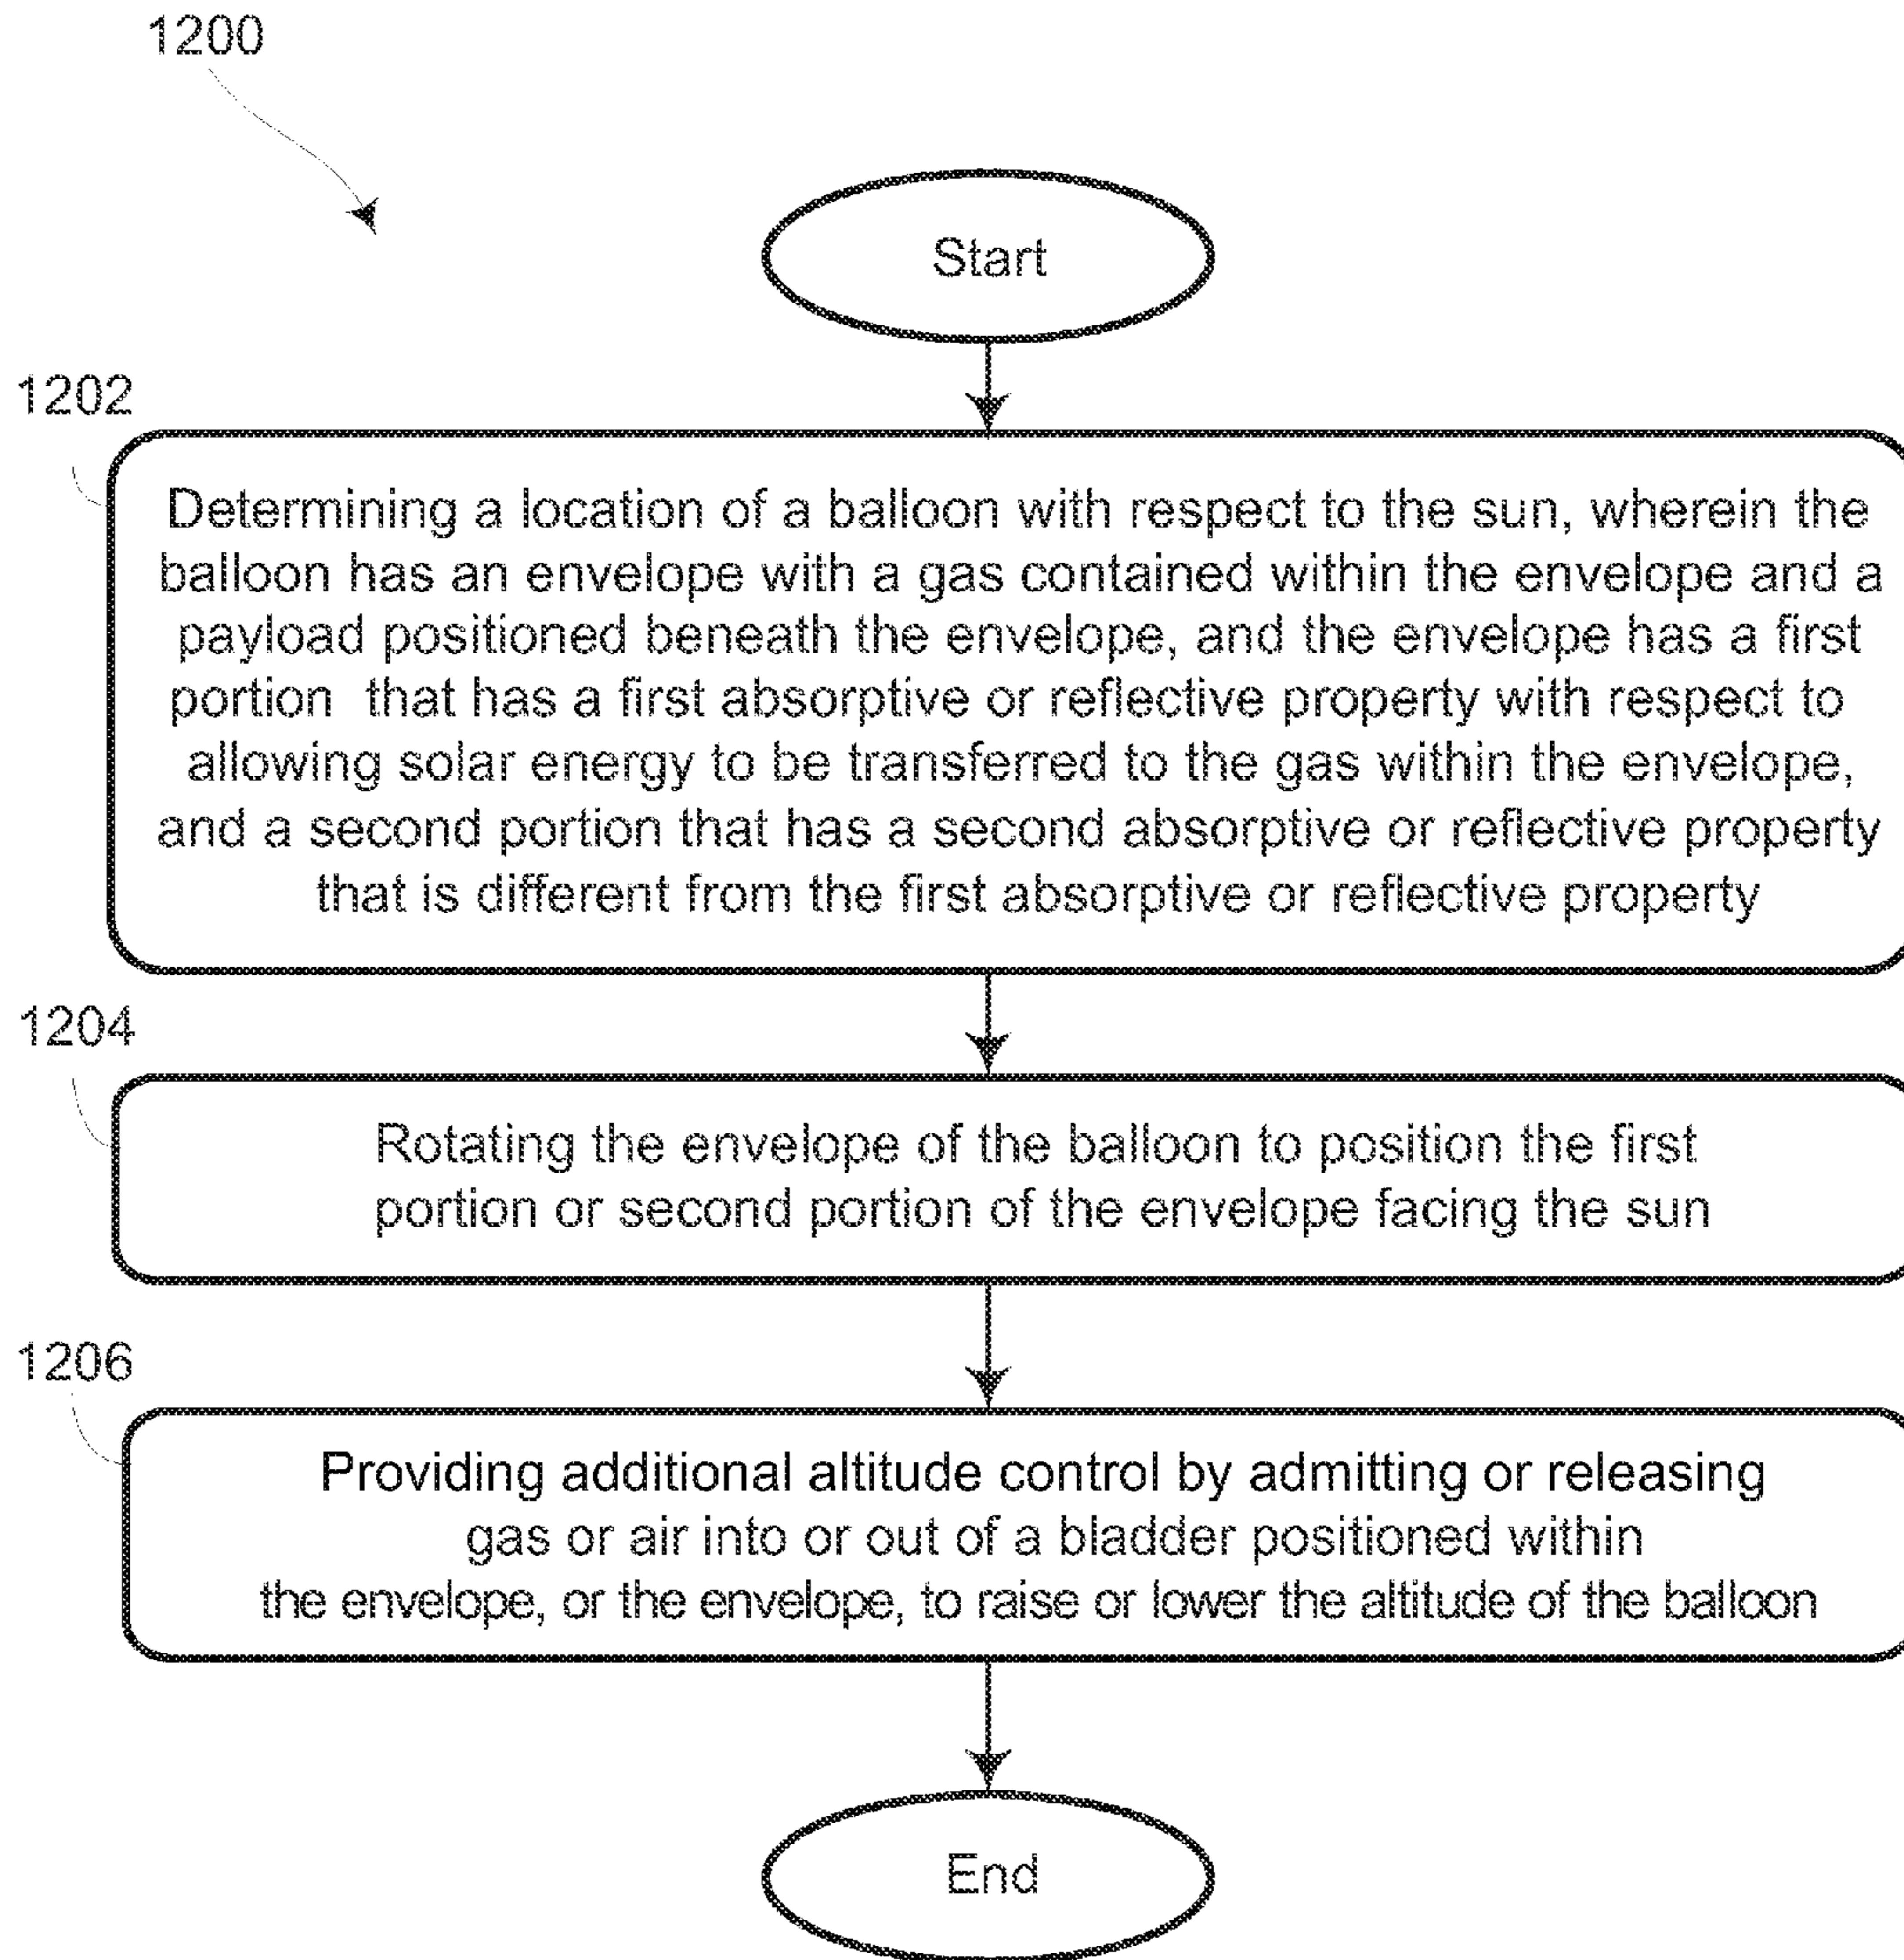 1200
Start
1202
Determining a location of a balloon with respect to the sun, wherein the
balloon has an envelope with a gas contained within the envelope and a
payload positioned beneath the envelope, and the envelope has a first
portion that has a first absorptive or reflective property with respect to
allowing solar energy to be transferred to the gas within the envelope,
and a second portion that has a second absorptive or reflective property
that is different from the first absorptive or reflective property
1204
Rotating the envelope of the balloon to position the first
portion or second portion of the envelope facing the sun
1206
Providing additional altitude control by admitting or releasing
gas or air into or out of a bladder positioned within
the envelope, or the envelope, to raise or lower the altitude of the balloon
End